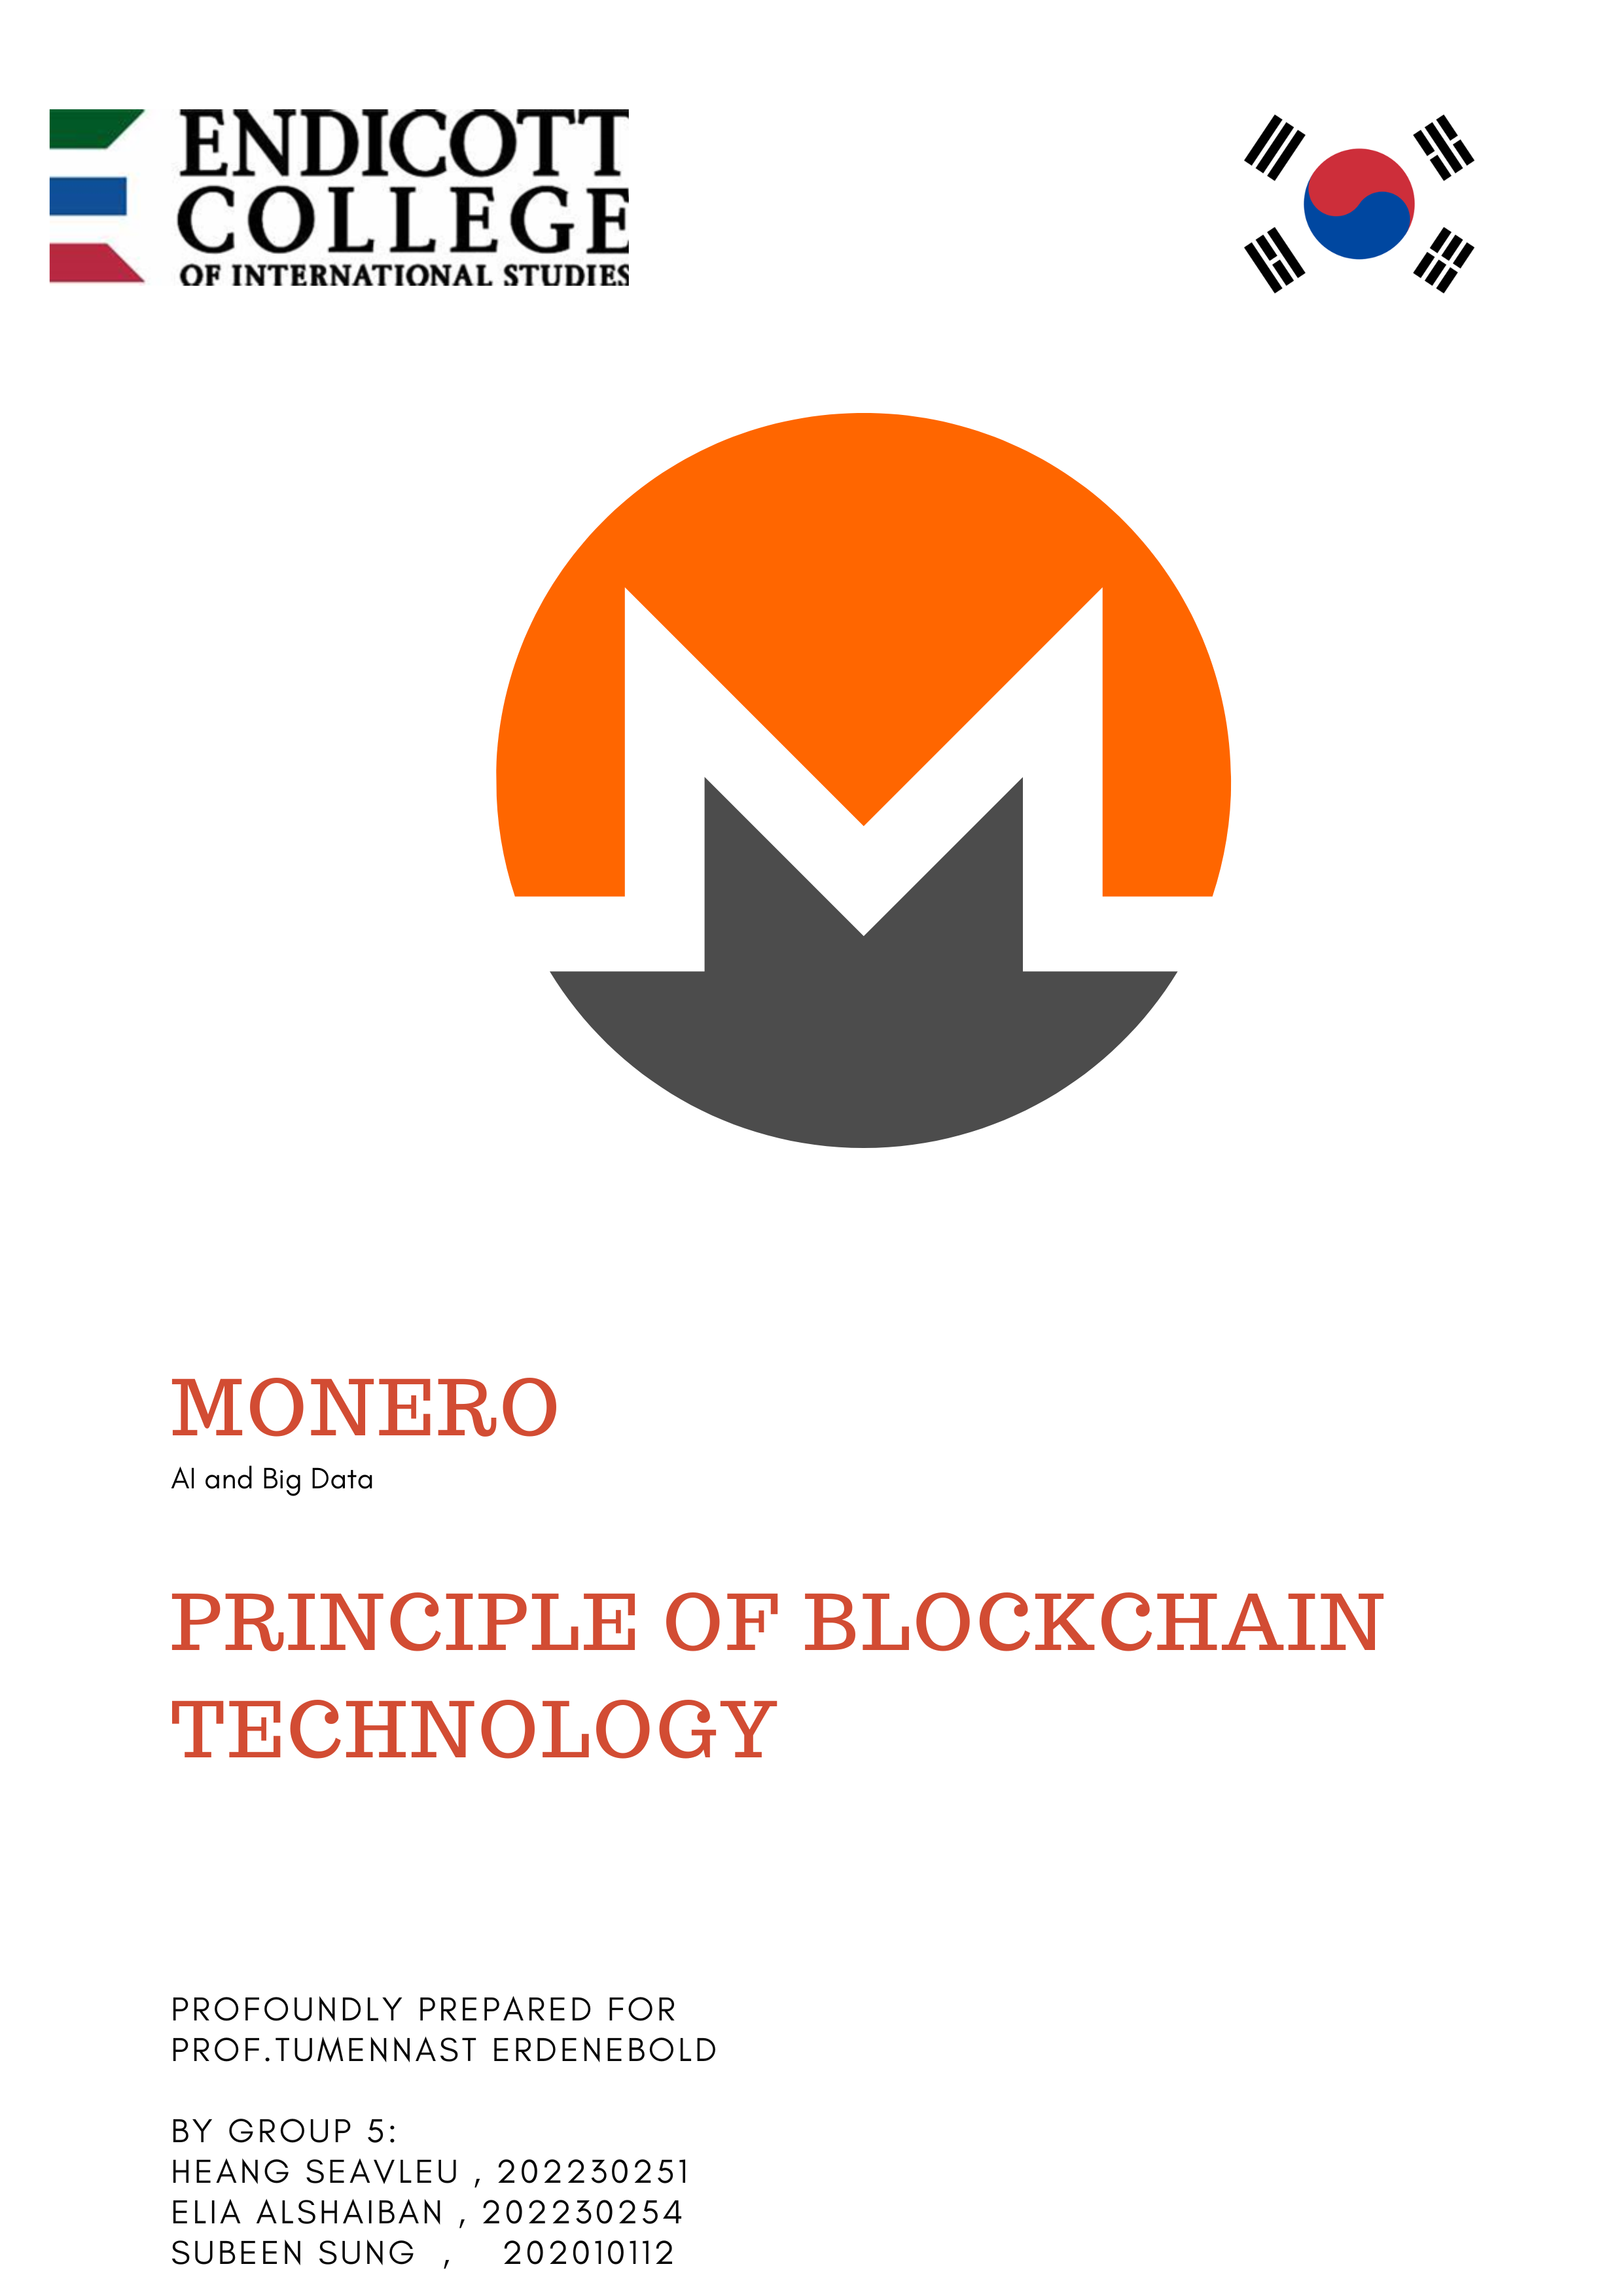 ENDICOTT
COLLEGE
OF INTERNATIONAL STUDIES
MONERO
AI and Big Data
PRINCIPLE OF BLOCKCHAIN
TECHNOLOGY
PROFOUNDLY PREPARED FOR
PROF.TUMENNAST ERDENEBOLD
BY GROUP 5:
HEANG SEAVLEU , 202230251
ELIA ALSHAIBAN , 202230254
SUBEEN SUNG , 202010112